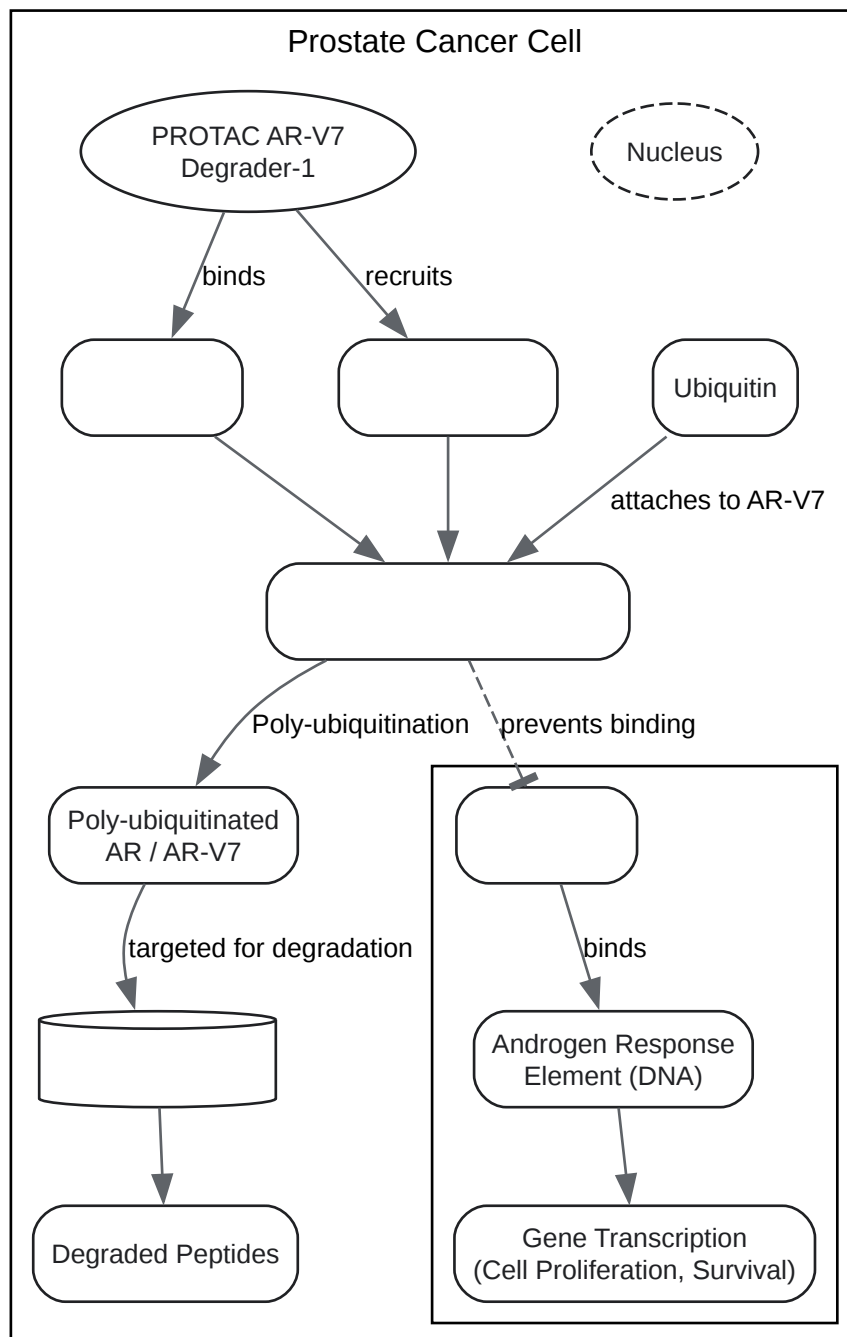 Prostate Cancer Cell
PROTAC AR-V7
Degrader-1
Nucleus
binds
recruits
Ubiquitin
attaches to AR-V7
Poly-ubiquitination
prevents binding
Poly-ubiquitinated
AR / AR-V7
targeted for degradation
binds
Androgen Response
Element (DNA)
Degraded Peptides
Gene Transcription
(Cell Proliferation, Survival)